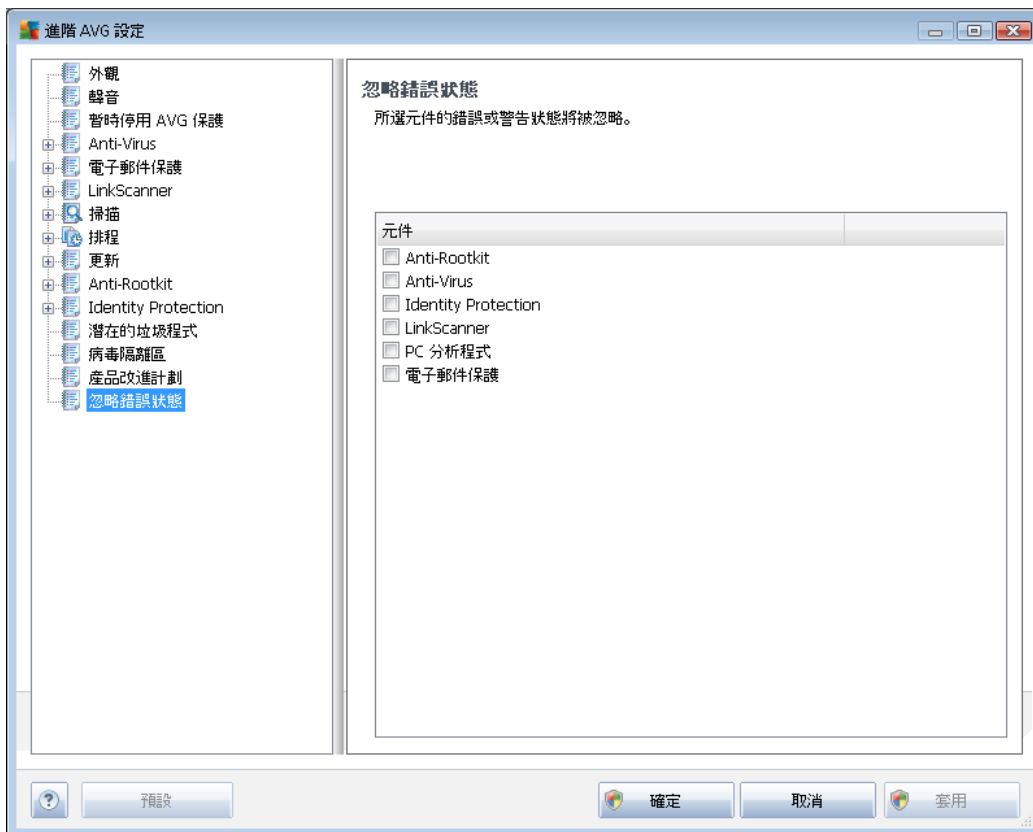 進階 AVG 設定
外觀
聲音
暫時停用 AVG 保護
Anti-Virus
電子郵件保護
LinkScanner
掃描
排程
更新
Anti-Rootkit
Identity Protection
潛在的垃圾程式
病毒隔離區
產品改進計劃
忽略錯誤狀態
忽略錯誤狀態
所選元件的錯誤或警告狀態將被忽略。
元件
Anti-Rootkit
Anti-Virus
Identity Protection
LinkScanner
PC 分析程式
電子郵件保護
?
預設
確定
取消
套用